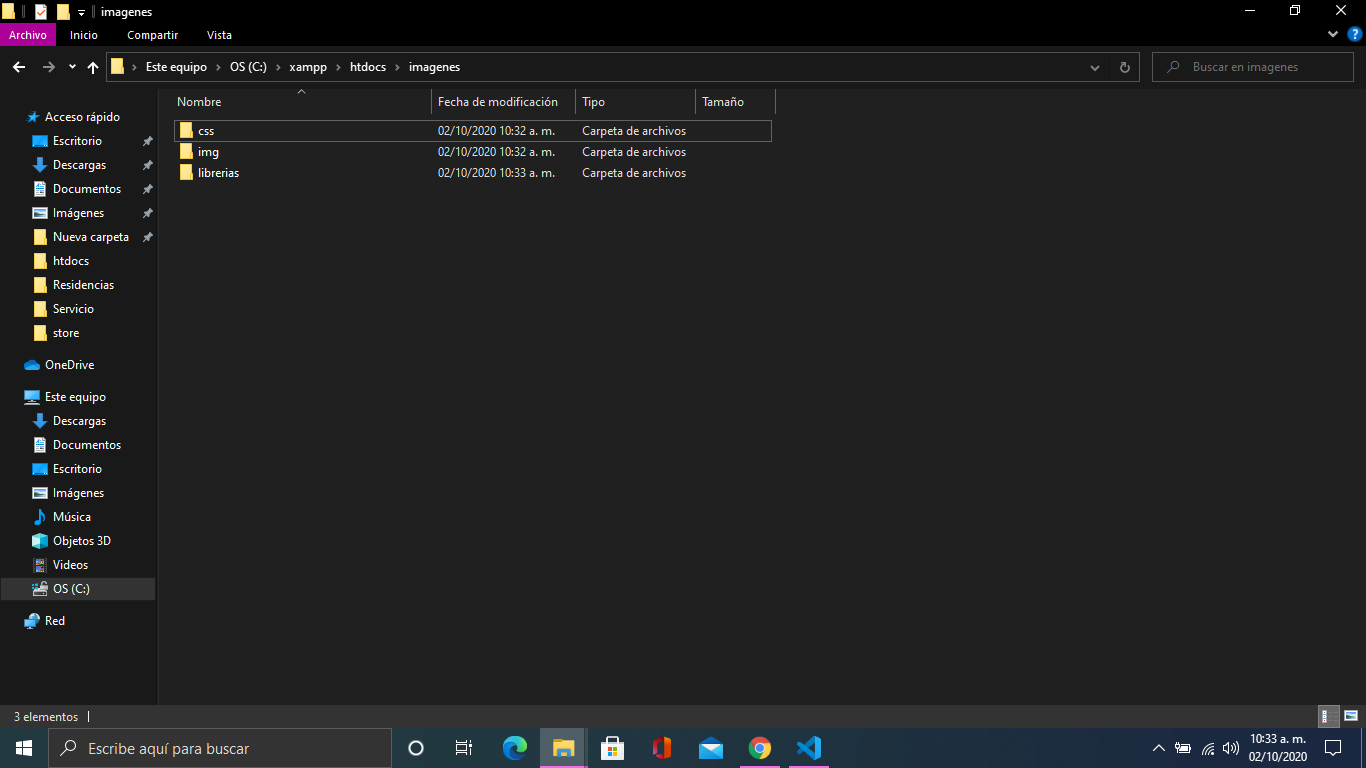 imagenes
Archivo Inicio Compartir Vista
Este equipo OS (C:) xampp htdocs imagenes Buscar en imagenes
Nombre Fecha de modificación Tipo Tamaño
css 02/10/2020 10:32 a. m. Carpeta de archivos
img 02/10/2020 10:32 a. m. Carpeta de archivos
librerias 02/10/2020 10:33 a. m. Carpeta de archivos
Acceso rápido
Escritorio
Descargas
Documentos
Imágenes
Nueva carpeta
htdocs
Residencias
Servicio
store
OneDrive
Este equipo
Descargas
Documentos
Escritorio
Imágenes
Música
Objetos 3D
Videos
OS (C:)
Red
3 elementos
Escribe aquí para buscar
10:33 a. m.
02/10/2020